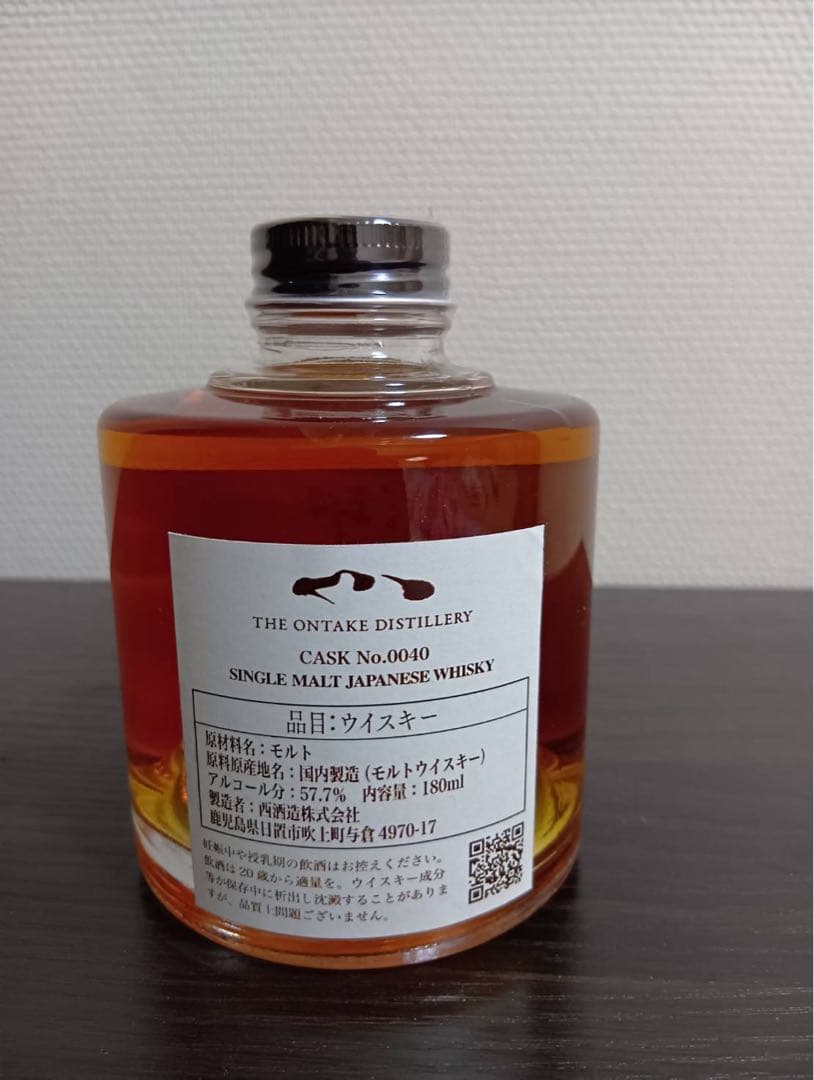 THE ONTAKE DISTILLERY
CASK No.0040
SINGLE MALT JAPANESE WHISKY
品目：ウイスキー
原材料名：モルト
原料原産地名：国内製造（モルトウイスキー）
アルコール分：57.7%　内容量：180ml
製造者：西酒造株式会社
鹿児島県日置市吹上町与倉4970-17
妊娠中や授乳期の飲酒はお控えください。
飲酒は20歳から適量を。ウイスキー成分
等が保存中に析出し沈澱することがありま
すが、品質上問題ございません。